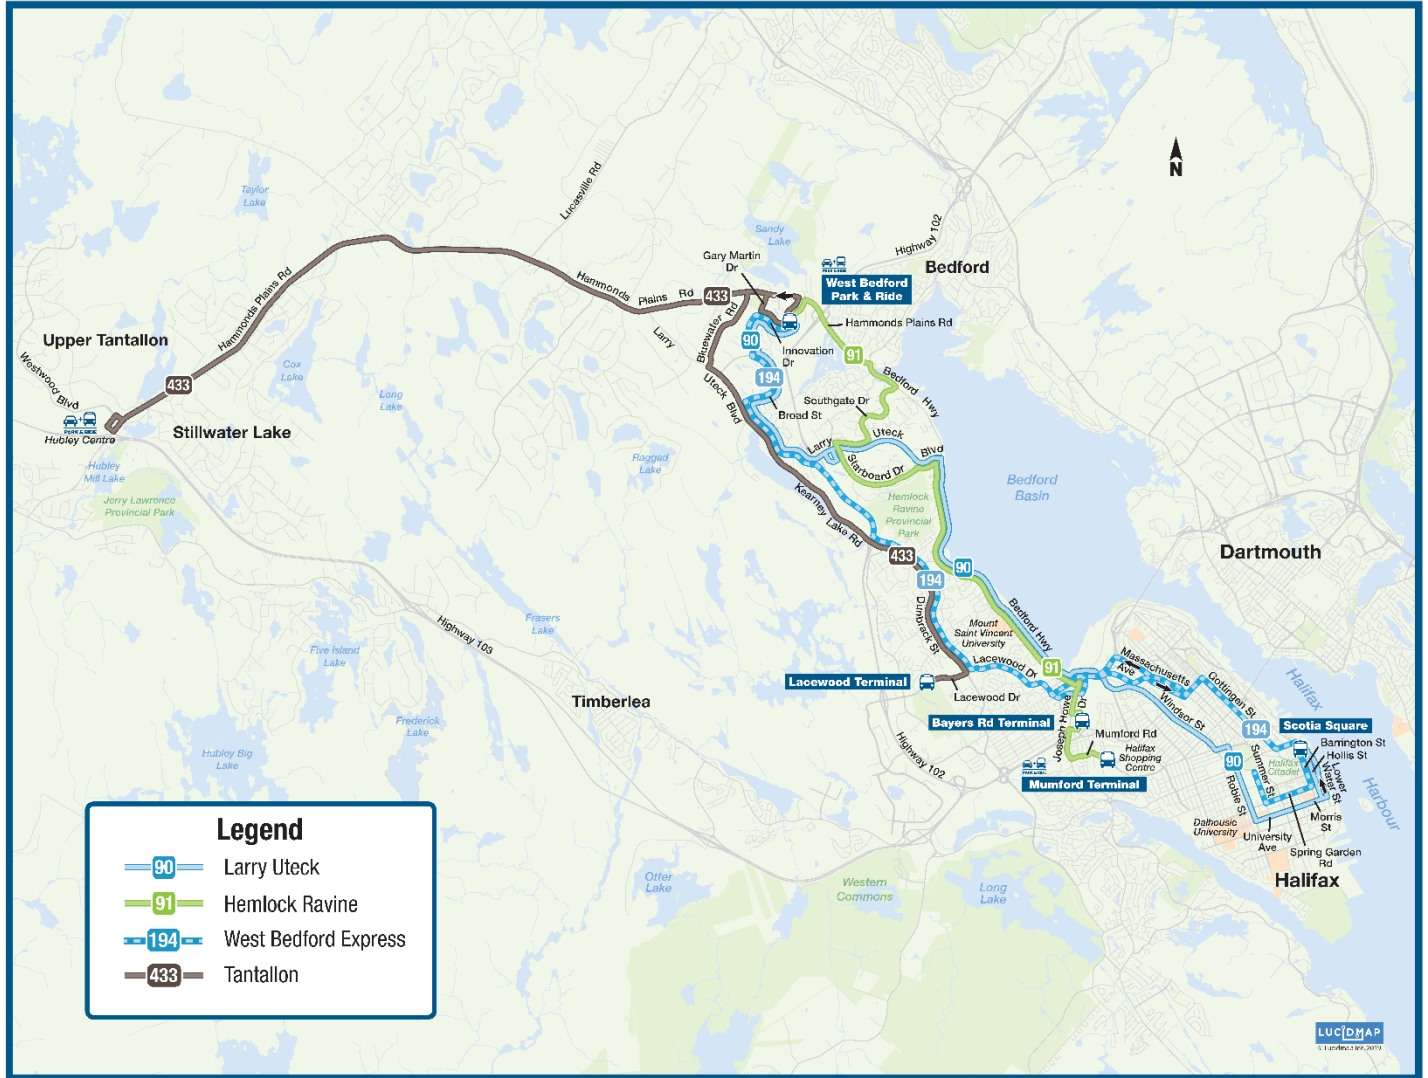 N
Taylor
Lake
Lucasville Rd
Sandy
Lake
Highway 102
Bedford
Gary Martin
Dr
PARK & RIDE
West Bedford
Park & Ride
Hammonds Plains Rd
Hammonds Plains Rd
433
Hammonds Plains Rd
Larry Uteck Blvd
Bluewater Rd
90
Innovation
Dr
91
Bedford Hwy
194
Southgate Dr
Broad St
Upper Tantallon
Westwood Blvd
433
Cox
Lake
Long
Lake
PARK & RIDE
Hubley Centre
Stillwater Lake
Hubley
Mill Lake
Jerry Lawrence
Provincial Park
Ragged
Lake
Larry Uteck Blvd
Starboard Dr
Kearney Lake Rd
Hemlock
Ravine
Provincial
Park
Bedford
Basin
Dartmouth
433
90
194
Bedford Hwy
Dunbrack St
Mount
Saint Vincent
University
Highway 103
Frasers
Lake
Five Island
Lake
91
Lacewood Dr
Massachusetts
Ave
Gottingen St
Windsor St
Halifax
Harbour
Lacewood Terminal
Lacewood Dr
Timberlea
Frederick
Lake
Hubley Big
Lake
Bayers Rd Terminal
Joseph Howe Dr
Mumford Rd
Halifax
Shopping
Centre
Highway 102
PARK & RIDE
Mumford Terminal
194
Scotia Square
Barrington St
Hollis St
Lower
Water St
90
Summer St
Halifax
Citadel
Robie St
Dalhousie
University
University
Ave
Morris
St
Spring Garden
Rd
Halifax
Otter
Lake
Western
Commons
Long
Lake
Legend
90 Larry Uteck
91 Hemlock Ravine
194 West Bedford Express
433 Tantallon
LUCIDMAP